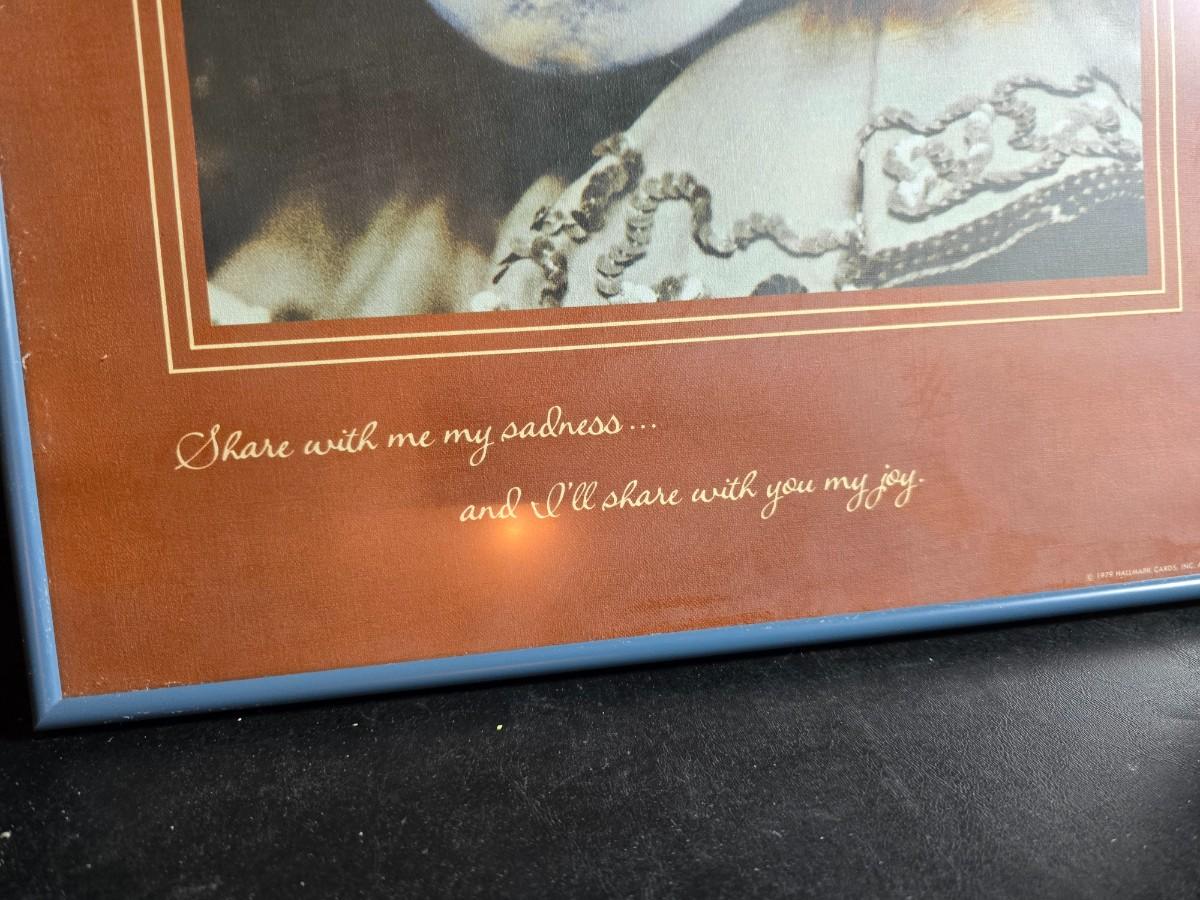 Share with me my sadness...
and I'll share with you my joy.
© 1979 HALLMARK CARDS, INC.